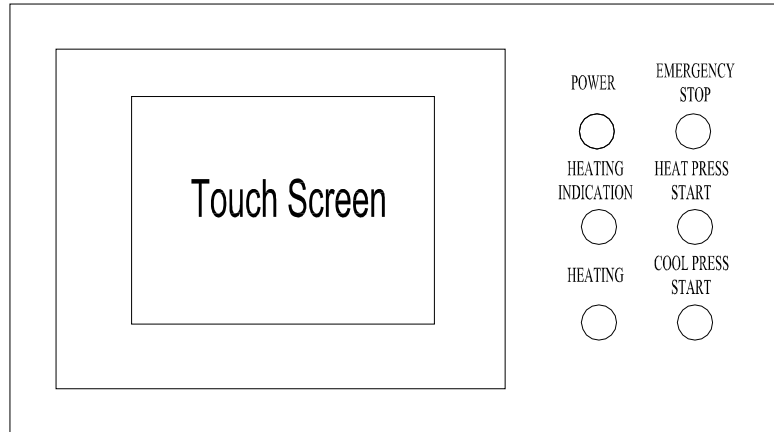 Touch Screen
POWER
EMERGENCY
STOP
HEATING
INDICATION
HEAT PRESS
START
HEATING
COOL PRESS
START